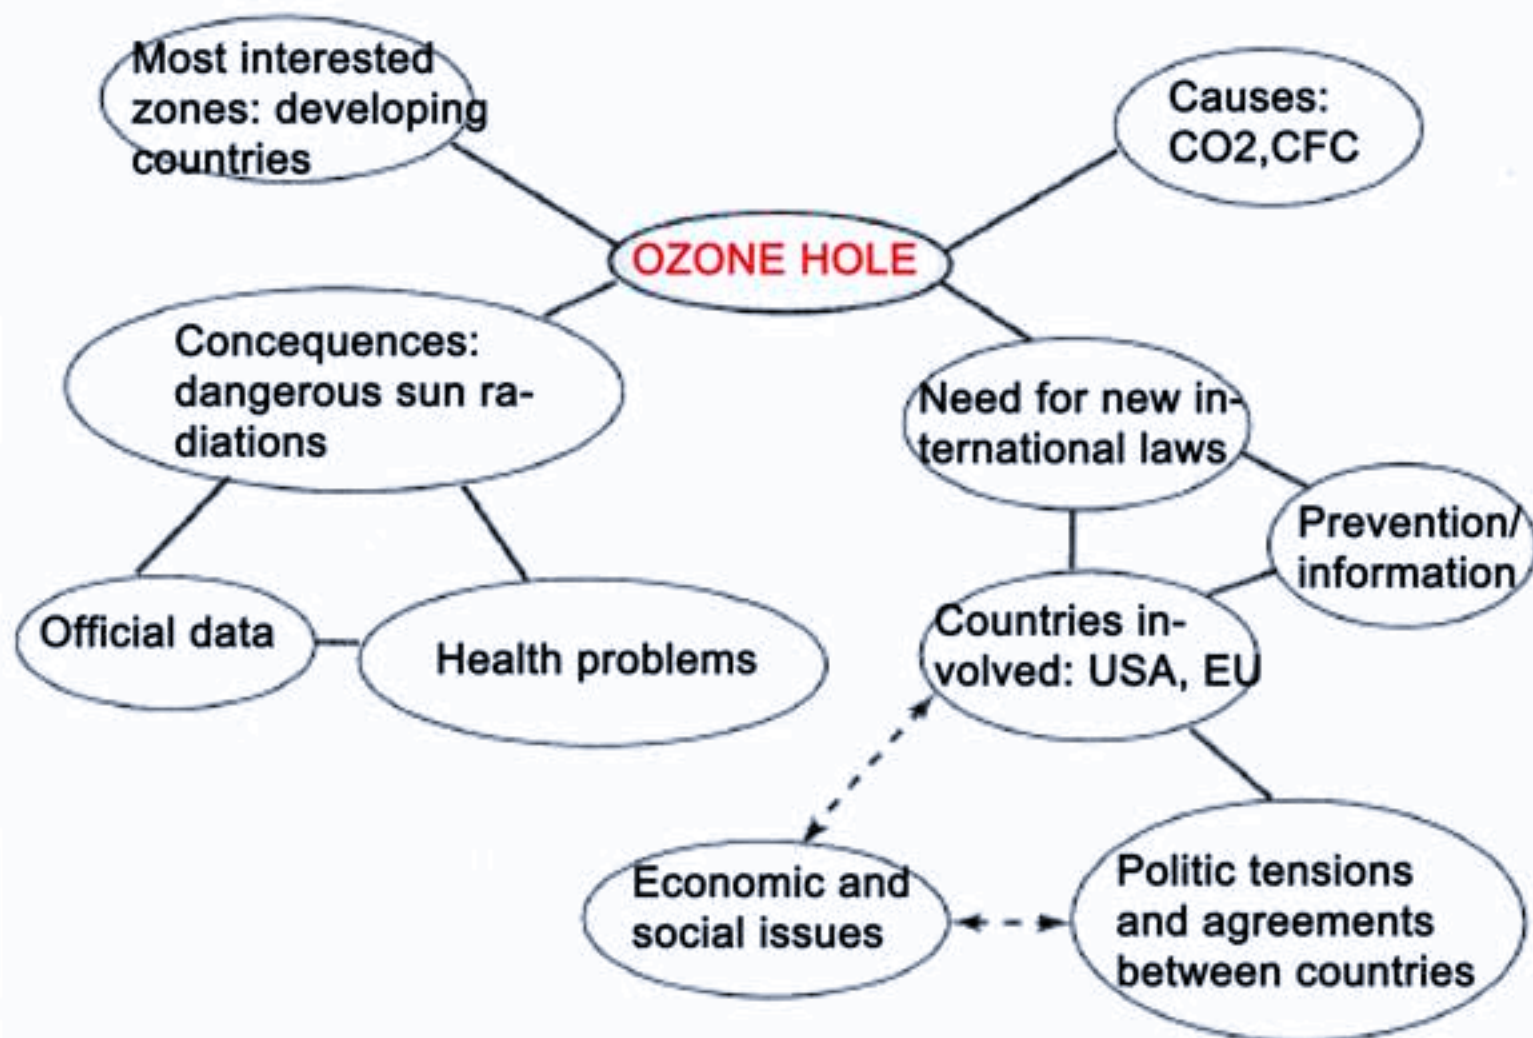 Most interested
zones: developing
countries
Causes:
CO2,CFC
OZONE HOLE
Concequences:
dangerous sun ra-
diations
Need for new in-
ternational laws
Prevention/
information
Official data
Health problems
Countries in-
volved: USA, EU
Economic and
social issues
Politic tensions
and agreements
between countries